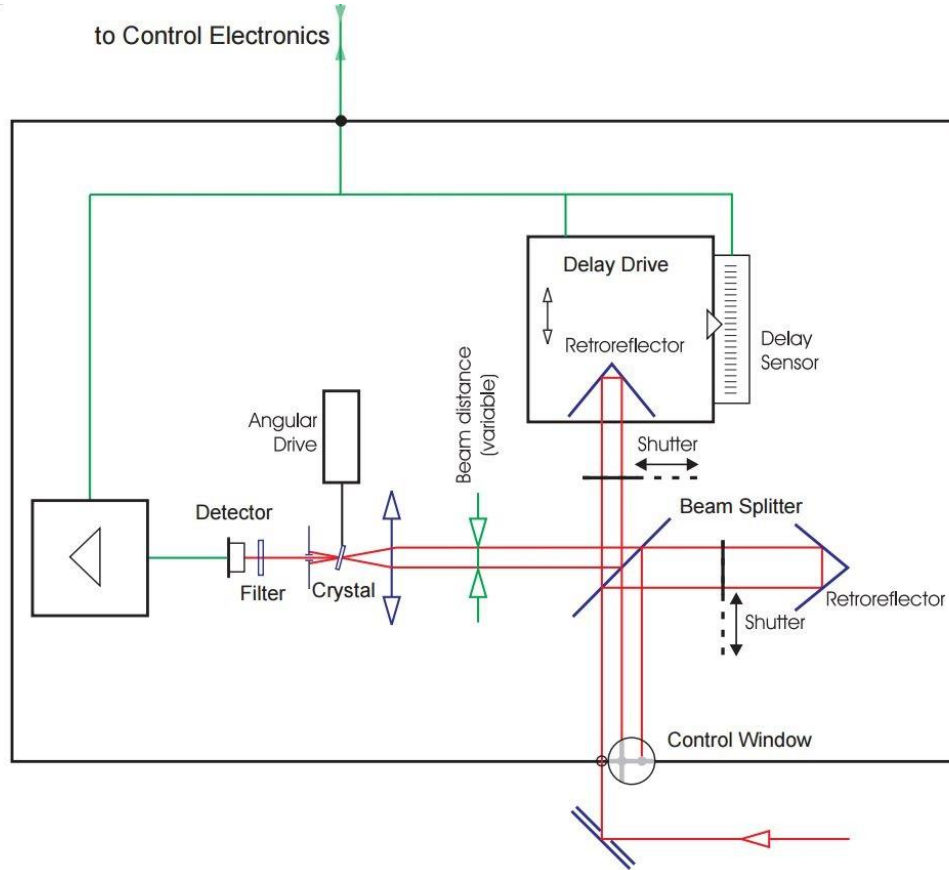 to Control Electronics
Delay Drive
Retroreflector
Delay
Sensor
Angular
Drive
Beam distance
(variable)
Shutter
Beam Splitter
Detector
Filter
Crystal
Retroreflector
Shutter
Control Window